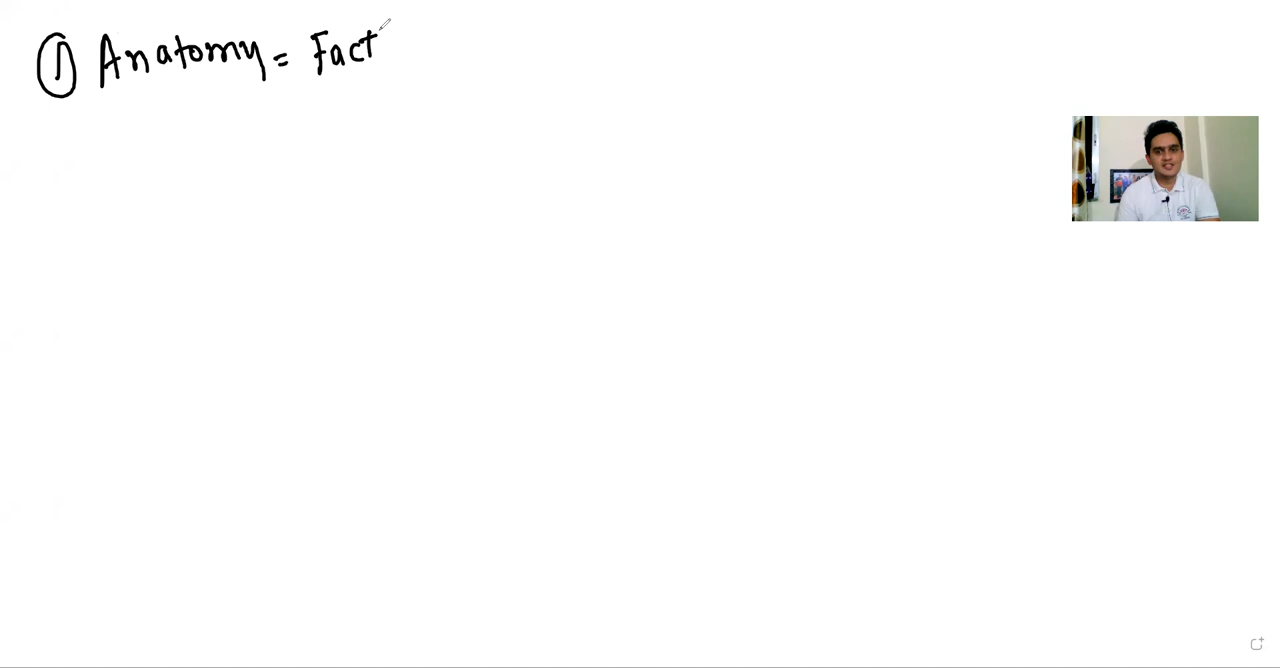 ① Anatomy = Fact